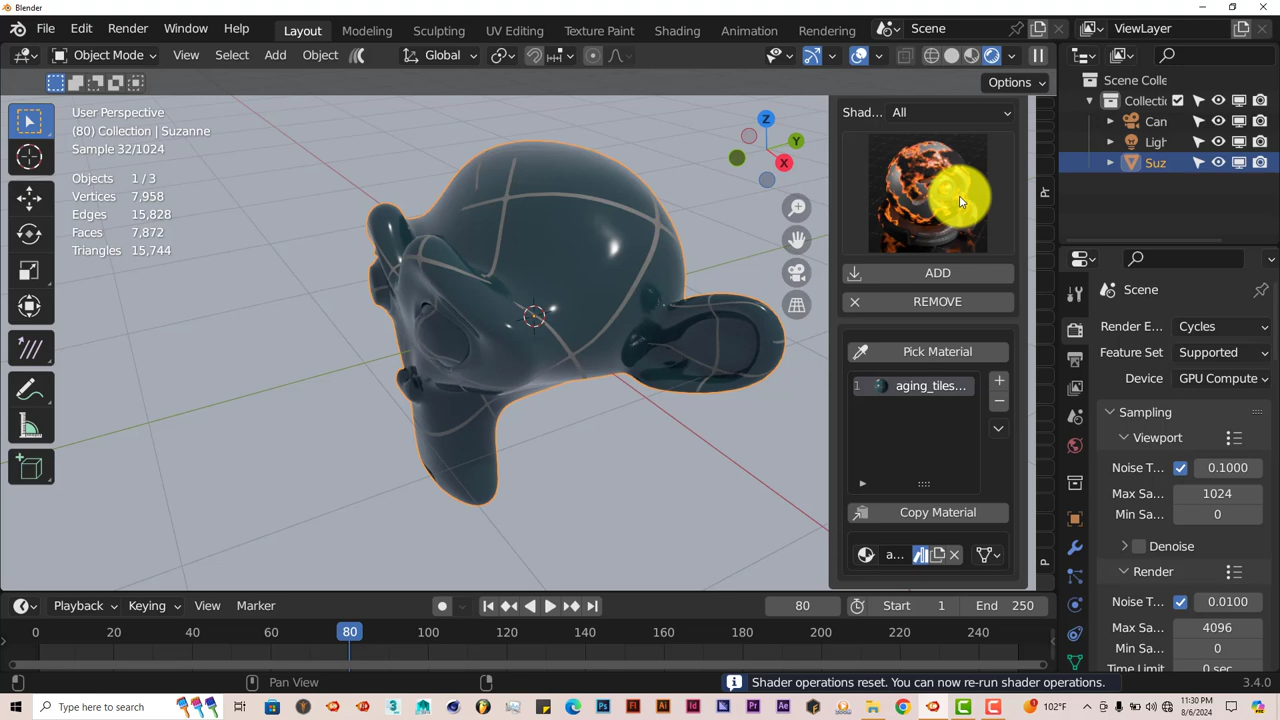 Blender
File Edit Render Window Help Layout Modeling Sculpting UV Editing Texture Paint Shading Animation Rendering Scene ViewLayer
Object Mode View Select Add Object Global
Options
User Perspective
(80) Collection | Suzanne
Sample 32/1024
Objects 1 / 3
Vertices 7,958
Edges 15,828
Faces 7,872
Triangles 15,744
Z
Y
X
Shad... All
ADD
REMOVE
Pick Material
1 aging_tiles...
Copy Material
a...
Scene Colle
Collecti
Can
Ligh
Suz
Scene
Render E... Cycles
Feature Set Supported
Device GPU Compute
Sampling
Viewport
Noise T... 0.1000
Max Sa... 1024
Min Sa... 0
Denoise
Render
Noise T... 0.0100
Max Sa... 4096
Min Sa... 0
Time Limit 0 sec
Playback Keying View Marker 80 Start 1 End 250
0 20 40 60 80 100 120 140 160 180 200 220 240
Pan View
Shader operations reset. You can now re-run shader operations.
3.4.0
Type here to search
102°F
11:30 PM
8/6/2024